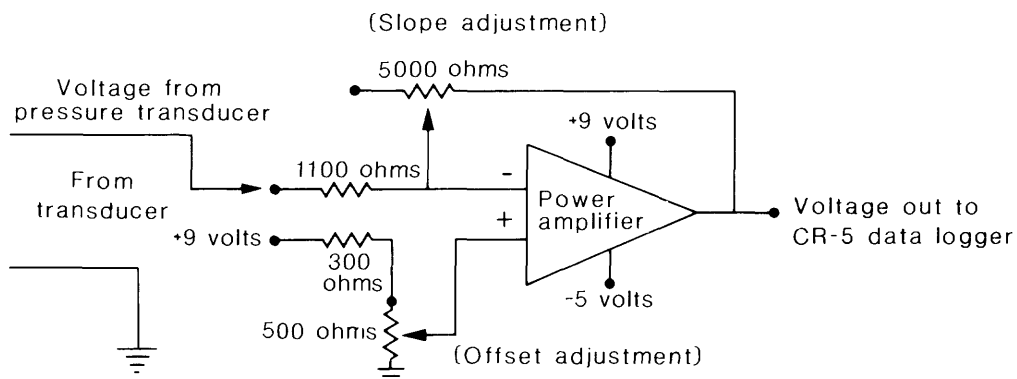 (Slope adjustment)
5000 ohms
Voltage from
pressure transducer
+9 volts
1100 ohms
From
transducer
-
+
Power
amplifier
Voltage out to
CR-5 data logger
+9 volts
300
ohms
-5 volts
500 ohms
(Offset adjustment)